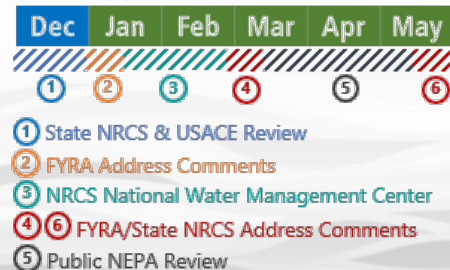 Dec Jan Feb Mar Apr May
1 2 3 4 5 6
1 State NRCS & USACE Review
2 FYRA Address Comments
3 NRCS National Water Management Center
4 6 FYRA/State NRCS Address Comments
5 Public NEPA Review